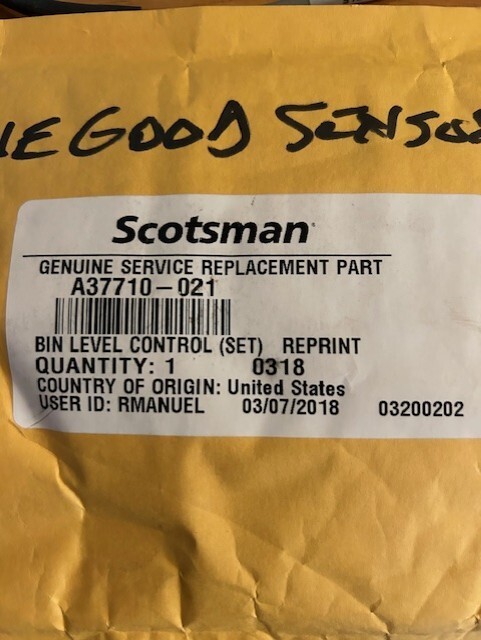 GOOD SENSO
Scotsman
GENUINE SERVICE REPLACEMENT PART
A37710-021
BIN LEVEL CONTROL (SET) REPRINT
QUANTITY: 1 0318
COUNTRY OF ORIGIN: United States
USER ID: RMANUEL 03/07/2018 03200202